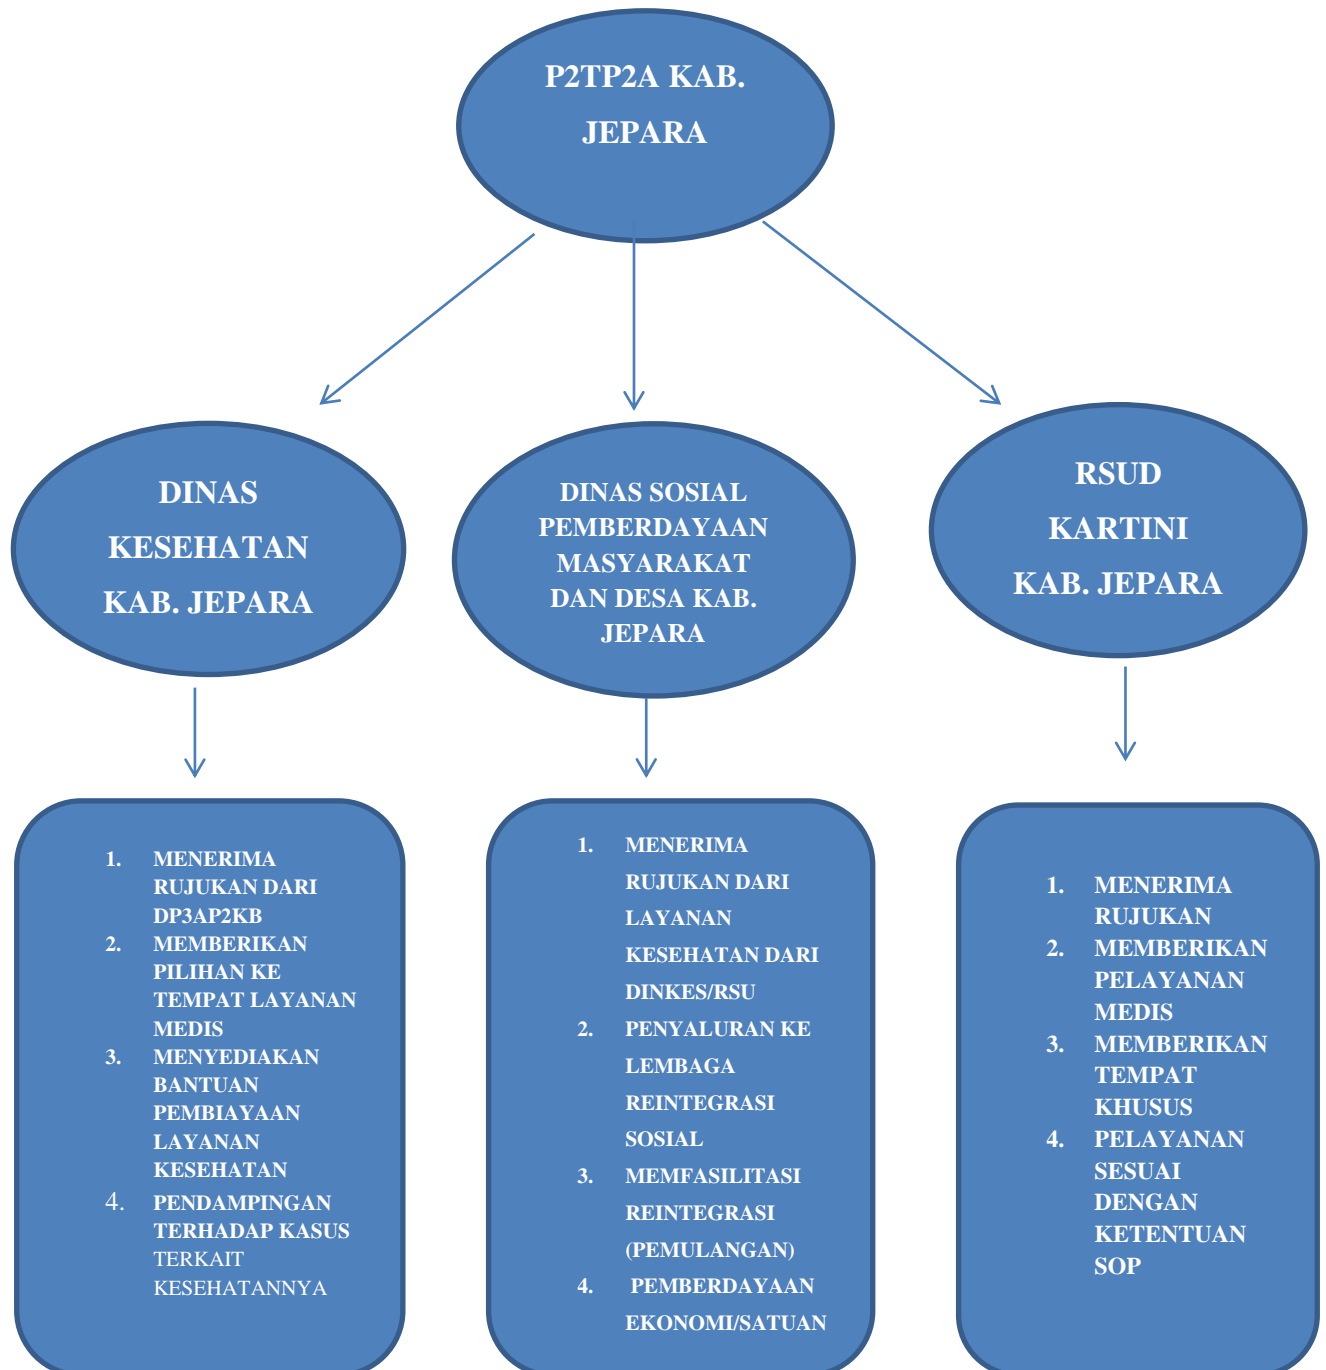 P2TP2A KAB.
JEPARA
DINAS
KESEHATAN
KAB. JEPARA
DINAS SOSIAL
PEMBERDAYAAN
MASYARAKAT
DAN DESA KAB.
JEPARA
RSUD
KARTINI
KAB. JEPARA
1. MENERIMA
RUJUKAN DARI
DP3AP2KB
2. MEMBERIKAN
PILIHAN KE
TEMPAT LAYANAN
MEDIS
3. MENYEDIAKAN
BANTUAN
PEMBIAYAAN
LAYANAN
KESEHATAN
4. PENDAMPINGAN
TERHADAP KASUS
TERKAIT
KESEHATANNYA
1. MENERIMA
RUJUKAN DARI
LAYANAN
KESEHATAN DARI
DINKES/RSU
2. PENYALURAN KE
LEMBAGA
REINTEGRASI
SOSIAL
3. MEMFASILITASI
REINTEGRASI
(PEMULANGAN)
4. PEMBERDAYAAN
EKONOMI/SATUAN
1. MENERIMA
RUJUKAN
2. MEMBERIKAN
PELAYANAN
MEDIS
3. MEMBERIKAN
TEMPAT
KHUSUS
4. PELAYANAN
SESUAI
DENGAN
KETENTUAN
SOP